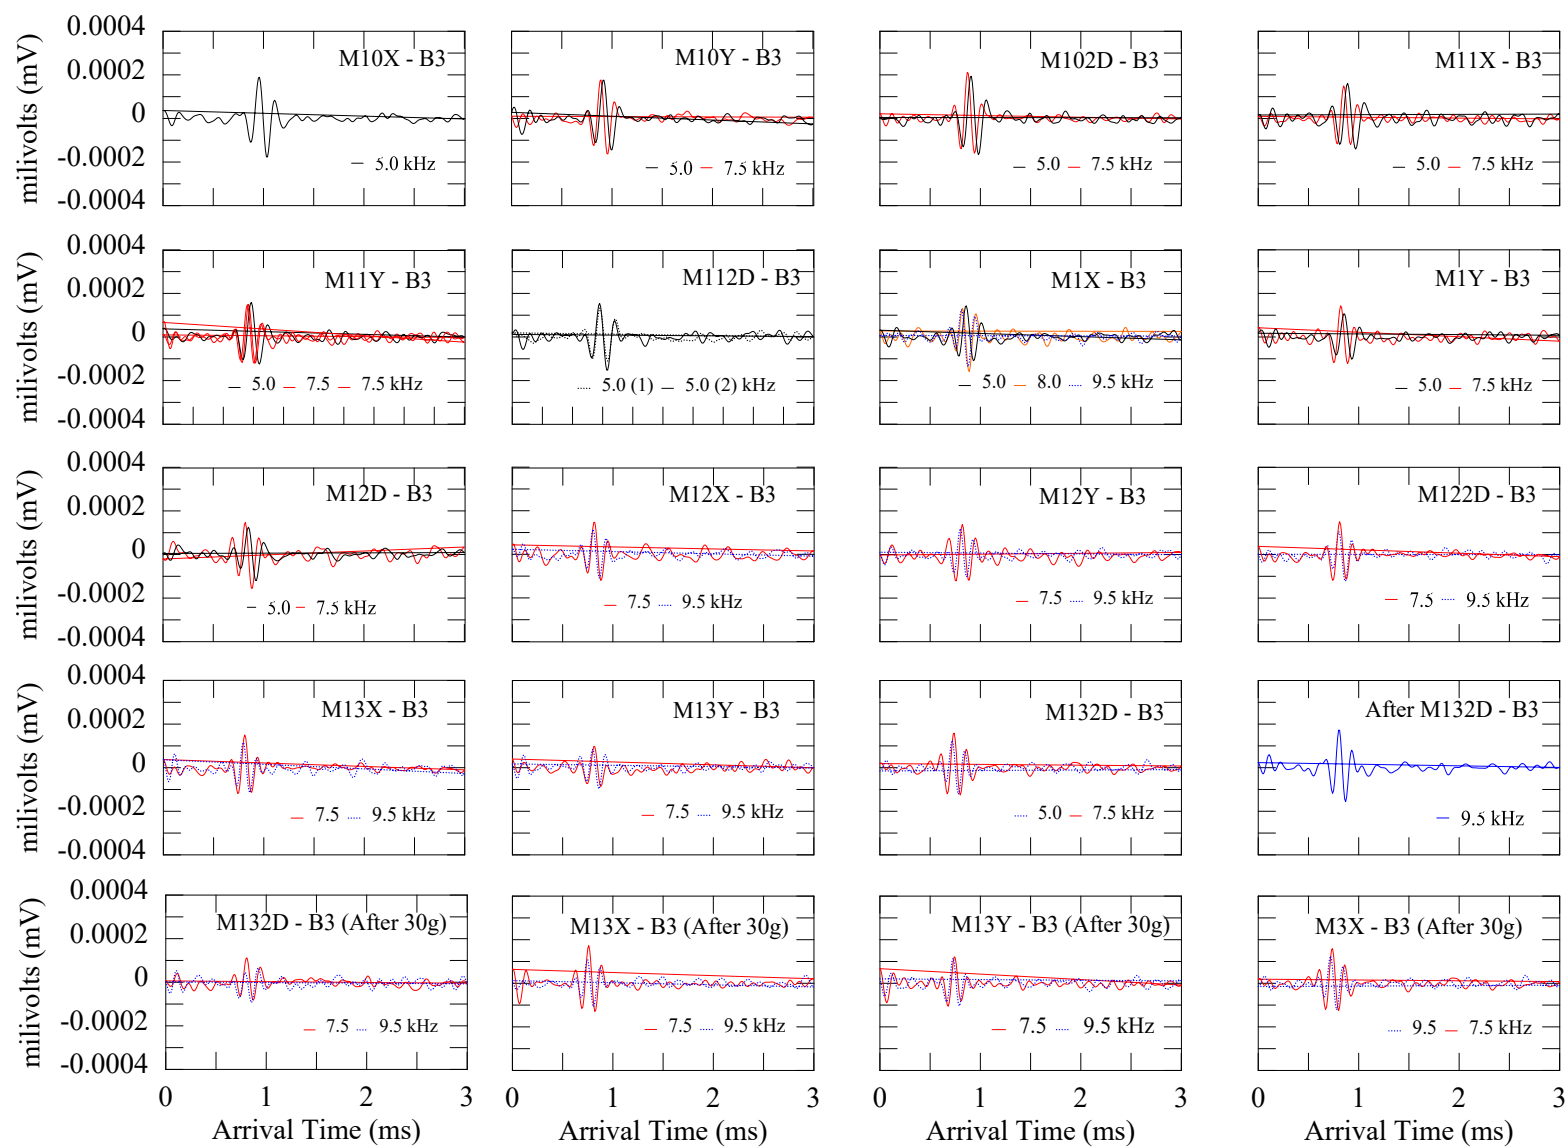 0.0004
0.0002
0
-0.0002
-0.0004
milivolts (mV)
M10X - B3
5.0 kHz
M10Y - B3
5.0 7.5 kHz
M102D - B3
5.0 7.5 kHz
M11X - B3
5.0 7.5 kHz
0.0004
0.0002
0
-0.0002
-0.0004
milivolts (mV)
M11Y - B3
5.0 7.5 7.5 kHz
M112D - B3
5.0 (1) 5.0 (2) kHz
M1X - B3
5.0 8.0 9.5 kHz
M1Y - B3
5.0 7.5 kHz
0.0004
0.0002
0
-0.0002
-0.0004
milivolts (mV)
M12D - B3
5.0 7.5 kHz
M12X - B3
7.5 9.5 kHz
M12Y - B3
7.5 9.5 kHz
M122D - B3
7.5 9.5 kHz
0.0004
0.0002
0
-0.0002
-0.0004
milivolts (mV)
M13X - B3
7.5 9.5 kHz
M13Y - B3
7.5 9.5 kHz
M132D - B3
5.0 7.5 kHz
After M132D - B3
9.5 kHz
0.0004
0.0002
0
-0.0002
-0.0004
milivolts (mV)
M132D - B3 (After 30g)
7.5 9.5 kHz
M13X - B3 (After 30g)
7.5 9.5 kHz
M13Y - B3 (After 30g)
7.5 9.5 kHz
M3X - B3 (After 30g)
9.5 7.5 kHz
0 1 2 3
0 1 2 3
0 1 2 3
0 1 2 3
Arrival Time (ms)
Arrival Time (ms)
Arrival Time (ms)
Arrival Time (ms)